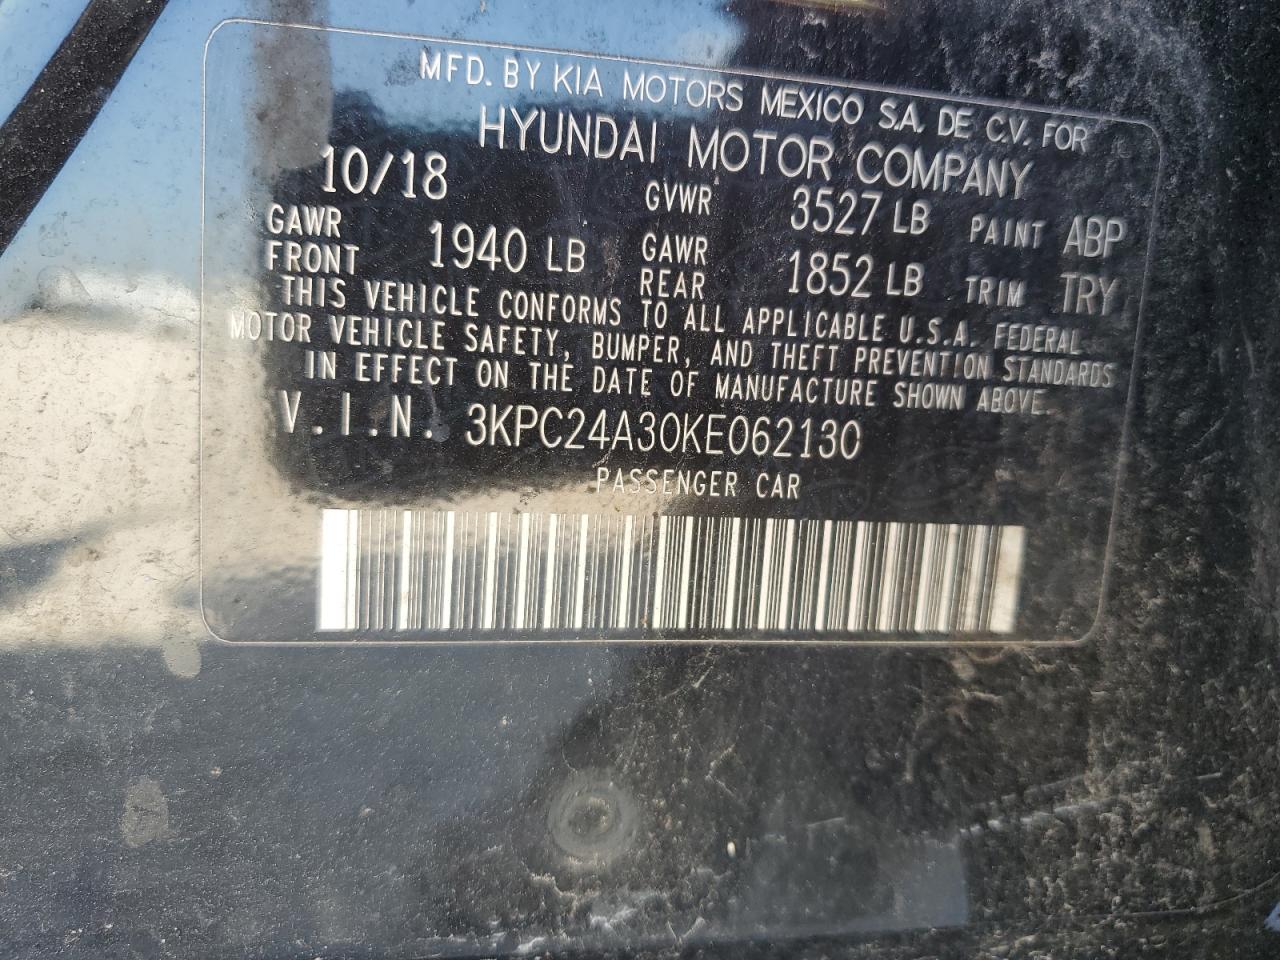 MFD. BY KIA MOTORS MEXICO S.A. DE C.V. FOR
HYUNDAI MOTOR COMPANY
10/18 GVWR 3527 LB PAINT ABP
GAWR FRONT 1940 LB GAWR REAR 1852 LB TRIM TRY
THIS VEHICLE CONFORMS TO ALL APPLICABLE U.S.A. FEDERAL
MOTOR VEHICLE SAFETY, BUMPER, AND THEFT PREVENTION STANDARDS
IN EFFECT ON THE DATE OF MANUFACTURE SHOWN ABOVE.
V.I.N. 3KPC24A30KE062130
PASSENGER CAR